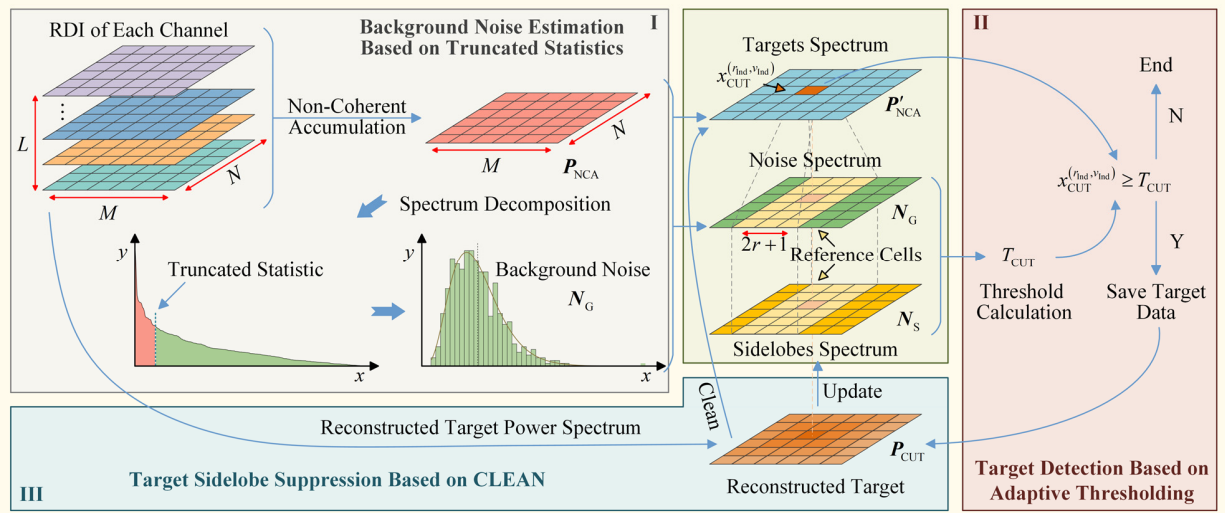 RDI of Each Channel
Background Noise Estimation
Based on Truncated Statistics
I
⋮
L
M
N
Non-Coherent
Accumulation
M
N
P_NCA
Spectrum Decomposition
y
Truncated Statistic
x
y
Background Noise
N_G
x
Targets Spectrum
x_CUT^(r_Ind, v_Ind)
P′_NCA
Noise Spectrum
N_G
2r+1
Reference Cells
N_S
Sidelobes Spectrum
II
End
N
x_CUT^(r_Ind, v_Ind) ≥ T_CUT
Y
T_CUT
Threshold
Calculation
Save Target
Data
Target Detection Based on
Adaptive Thresholding
Clean
Update
Reconstructed Target Power Spectrum
P_CUT
Reconstructed Target
Target Sidelobe Suppression Based on CLEAN
III